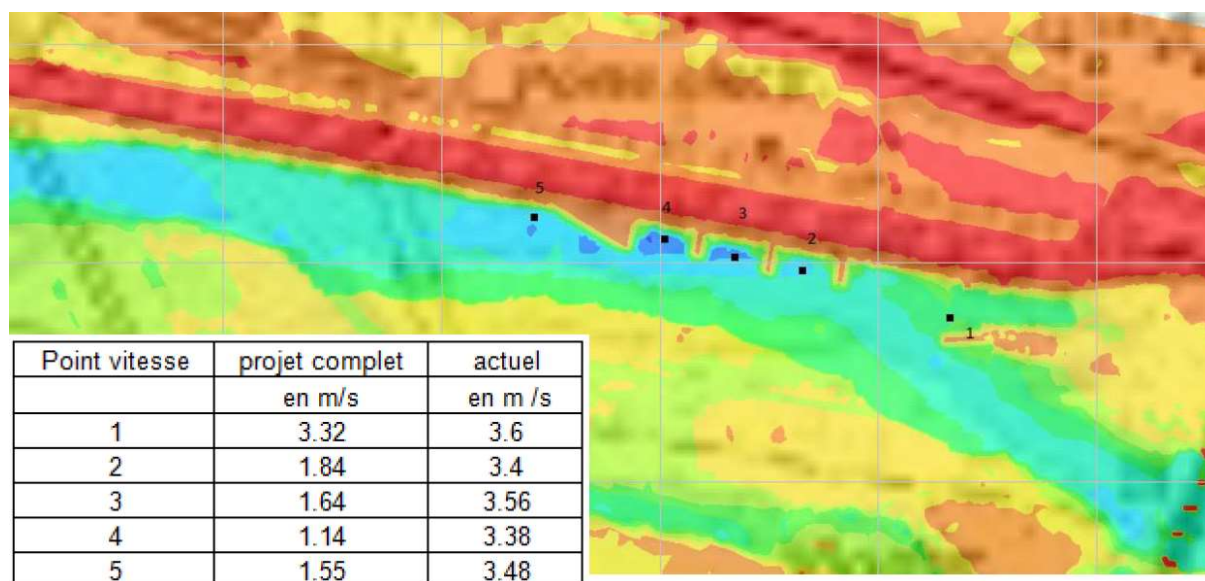 5
4
3
2
1
Point vitesse projet complet actuel
en m/s en m /s
1 3.32 3.6
2 1.84 3.4
3 1.64 3.56
4 1.14 3.38
5 1.55 3.48